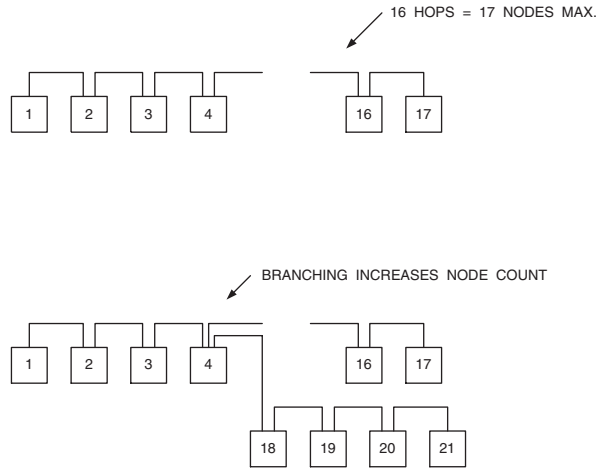 16 HOPS = 17 NODES MAX.
1 2 3 4 16 17
BRANCHING INCREASES NODE COUNT
1 2 3 4 16 17
18 19 20 21